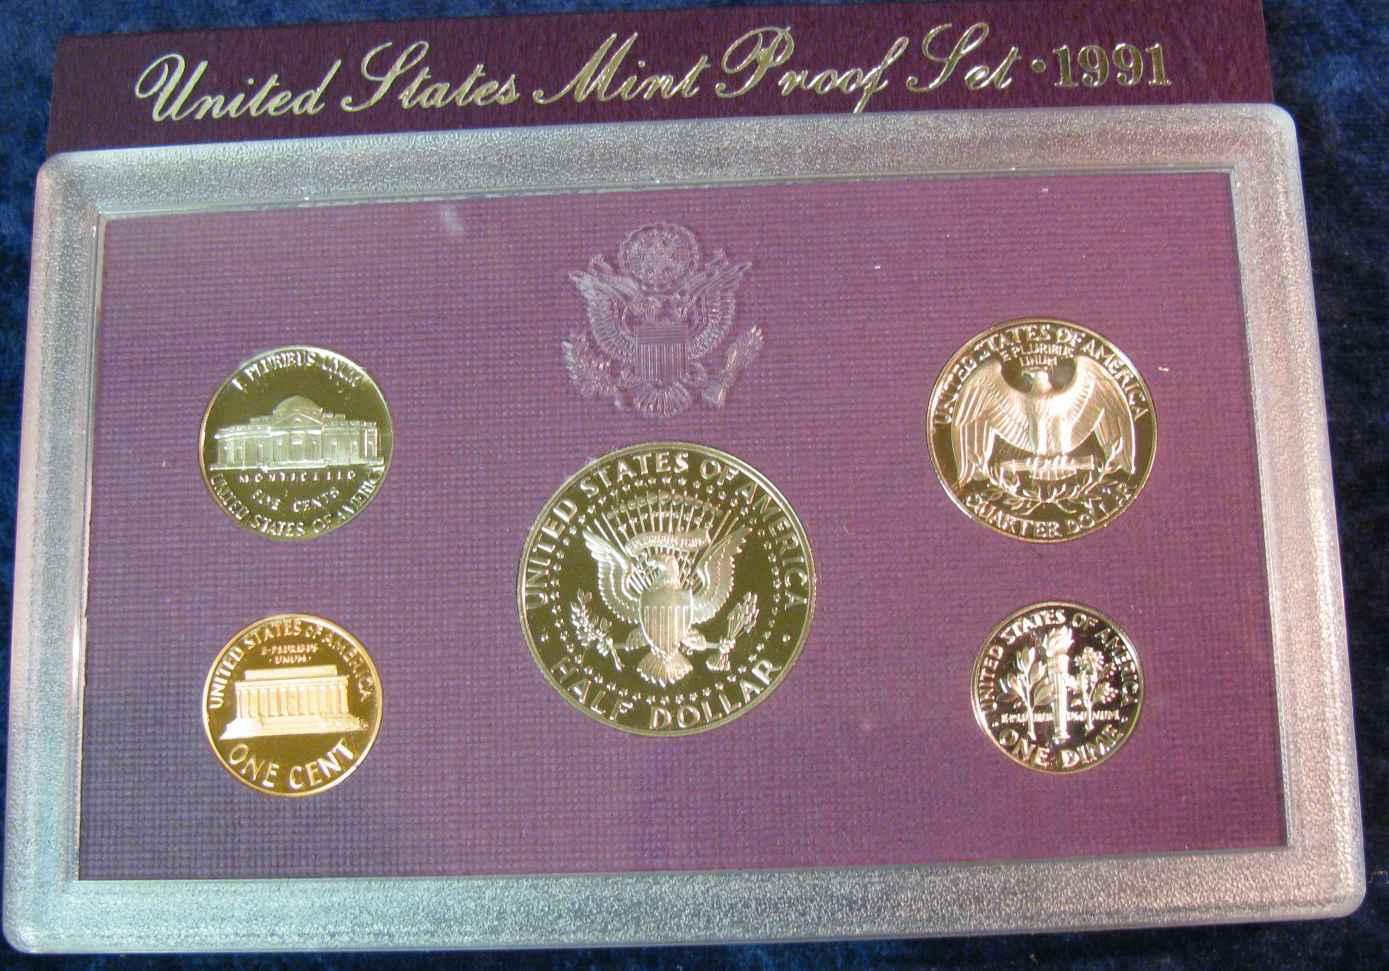 United States Mint Proof Set · 1991
E PLURIBUS UNUM
MONTICELLO
FIVE CENTS
UNITED STATES OF AMERICA
UNITED STATES OF AMERICA
E PLURIBUS
UNUM
ONE CENT
UNITED STATES OF AMERICA
E PLURIBUS UNUM
HALF DOLLAR
UNITED STATES OF AMERICA
E PLURIBUS
UNUM
QUARTER DOLLAR
UNITED STATES OF AMERICA
E PLURIBUS UNUM
ONE DIME